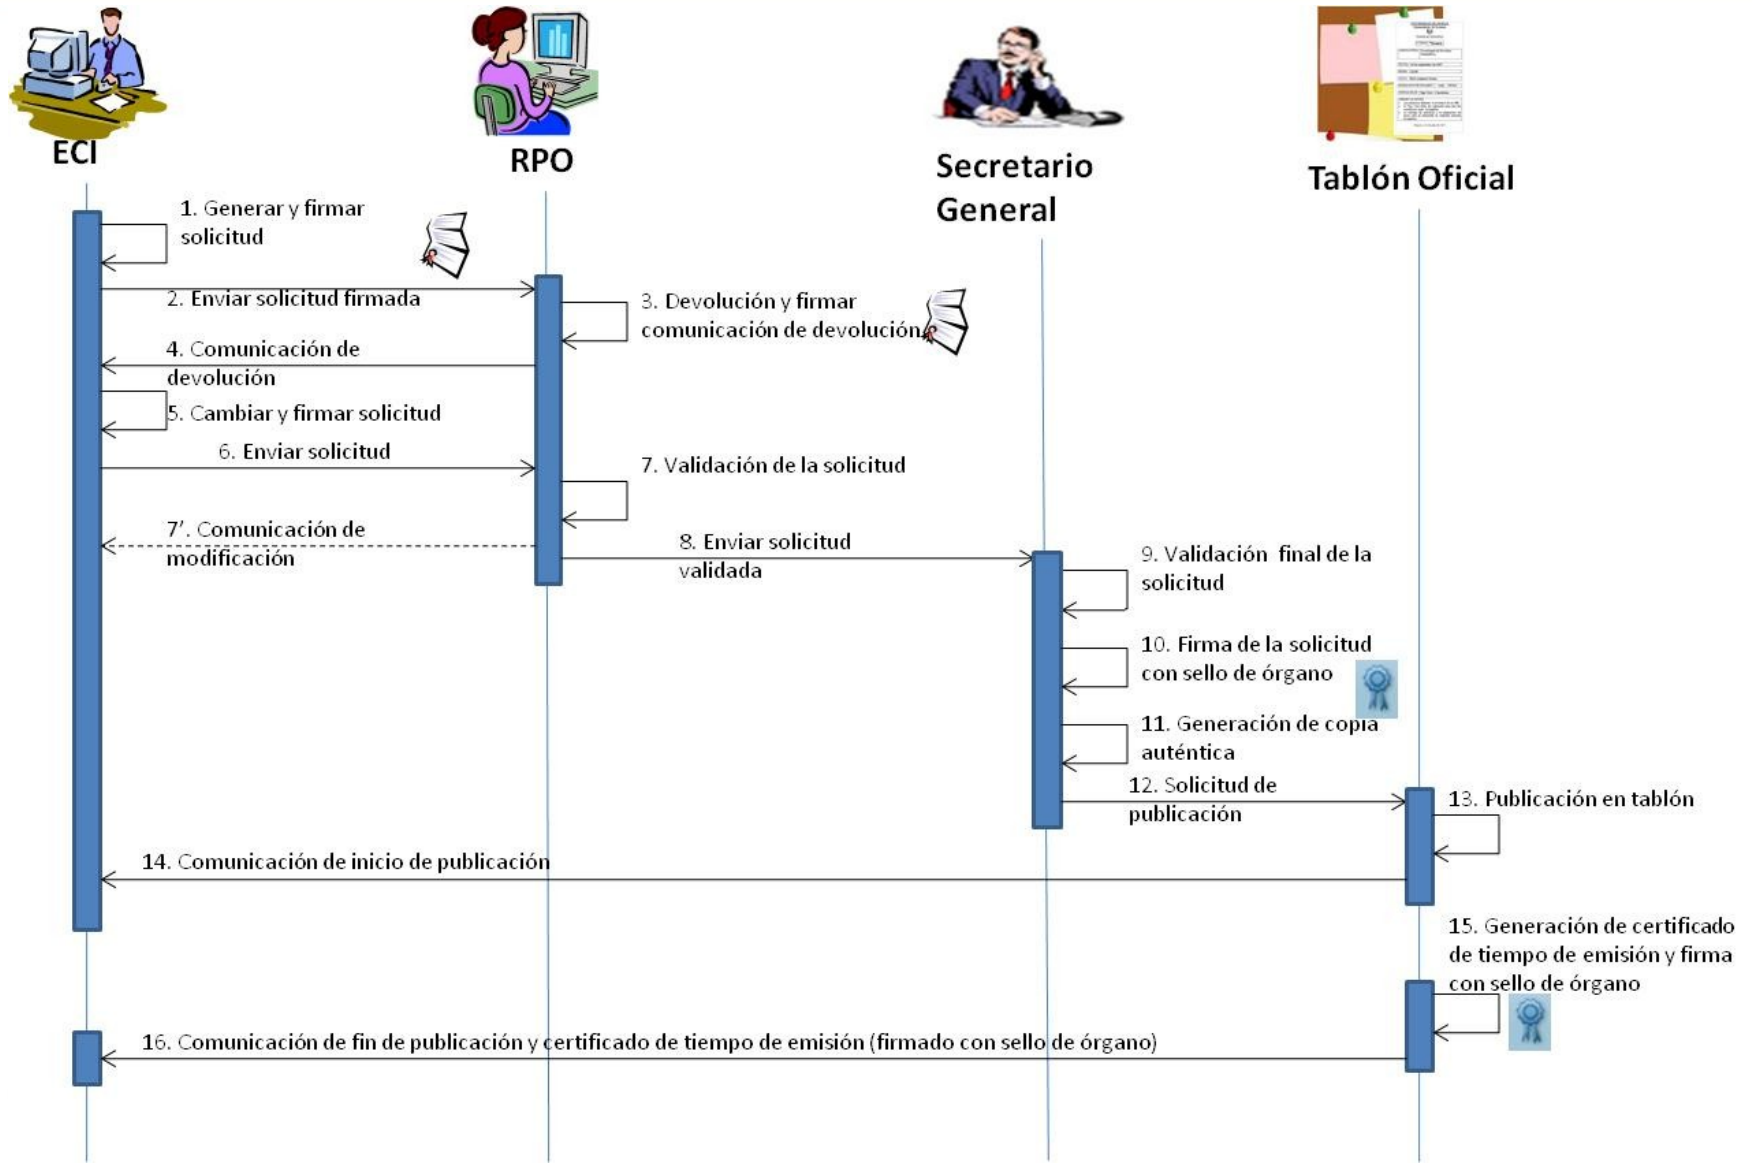 ECI
RPO
Secretario
General
Tablón Oficial
1. Generar y firmar
solicitud
2. Enviar solicitud firmada
3. Devolución y firmar
comunicación de devolución
4. Comunicación de
devolución
5. Cambiar y firmar solicitud
6. Enviar solicitud
7. Validación de la solicitud
7’. Comunicación de
modificación
8. Enviar solicitud
validada
9. Validación final de la
solicitud
10. Firma de la solicitud
con sello de órgano
11. Generación de copia
auténtica
12. Solicitud de
publicación
13. Publicación en tablón
14. Comunicación de inicio de publicación
15. Generación de certificado
de tiempo de emisión y firma
con sello de órgano
16. Comunicación de fin de publicación y certificado de tiempo de emisión (firmado con sello de órgano)